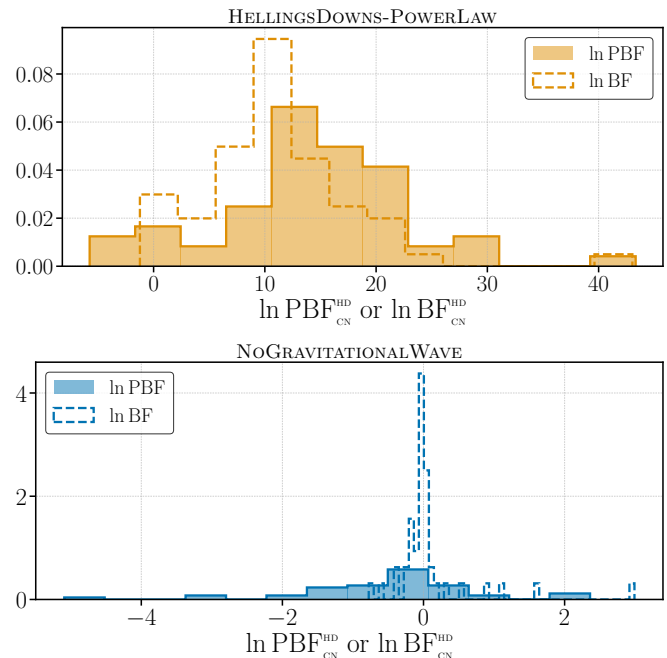 HELLINGSDOWNS-POWERLAW
ln PBF
ln BF
0.08
0.06
0.04
0.02
0.00
0 10 20 30 40
ln PBF^HD_CN or ln BF^HD_CN
NOGRAVITATIONALWAVE
ln PBF
ln BF
4
2
0
−4 −2 0 2
ln PBF^HD_CN or ln BF^HD_CN